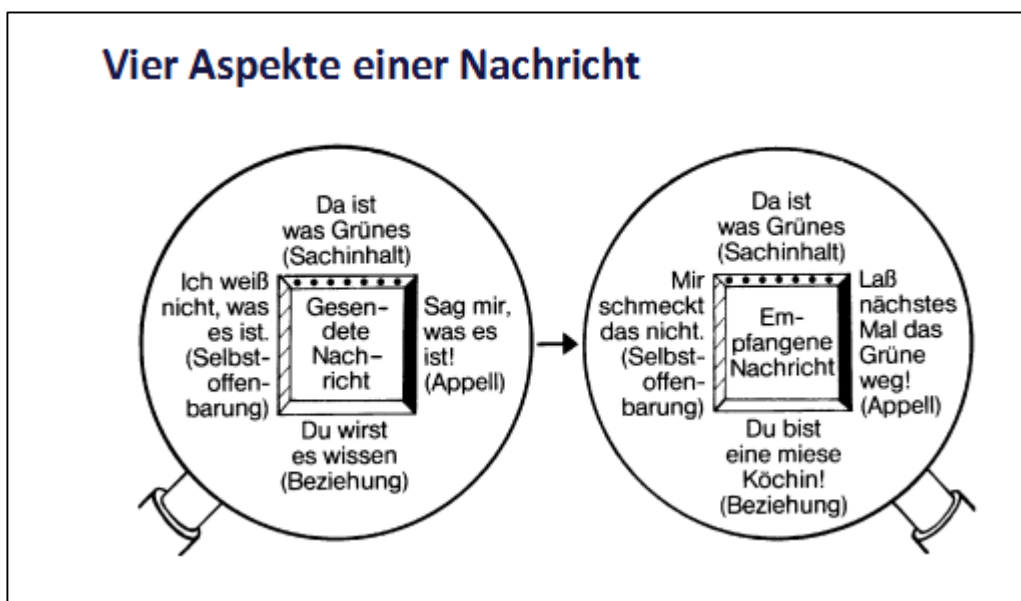 Vier Aspekte einer Nachricht
Da ist
was Grünes
(Sachinhalt)
Ich weiß
nicht, was
es ist.
(Selbst-
offen-
barung)
Gesen-
dete
Nach-
richt
Sag mir,
was es
ist!
(Appell)
Du wirst
es wissen
(Beziehung)
Da ist
was Grünes
(Sachinhalt)
Mir
schmeckt
das nicht.
(Selbst-
offen-
barung)
Em-
pfangene
Nachricht
Laß
nächstes
Mal das
Grüne
weg!
(Appell)
Du bist
eine miese
Köchin!
(Beziehung)